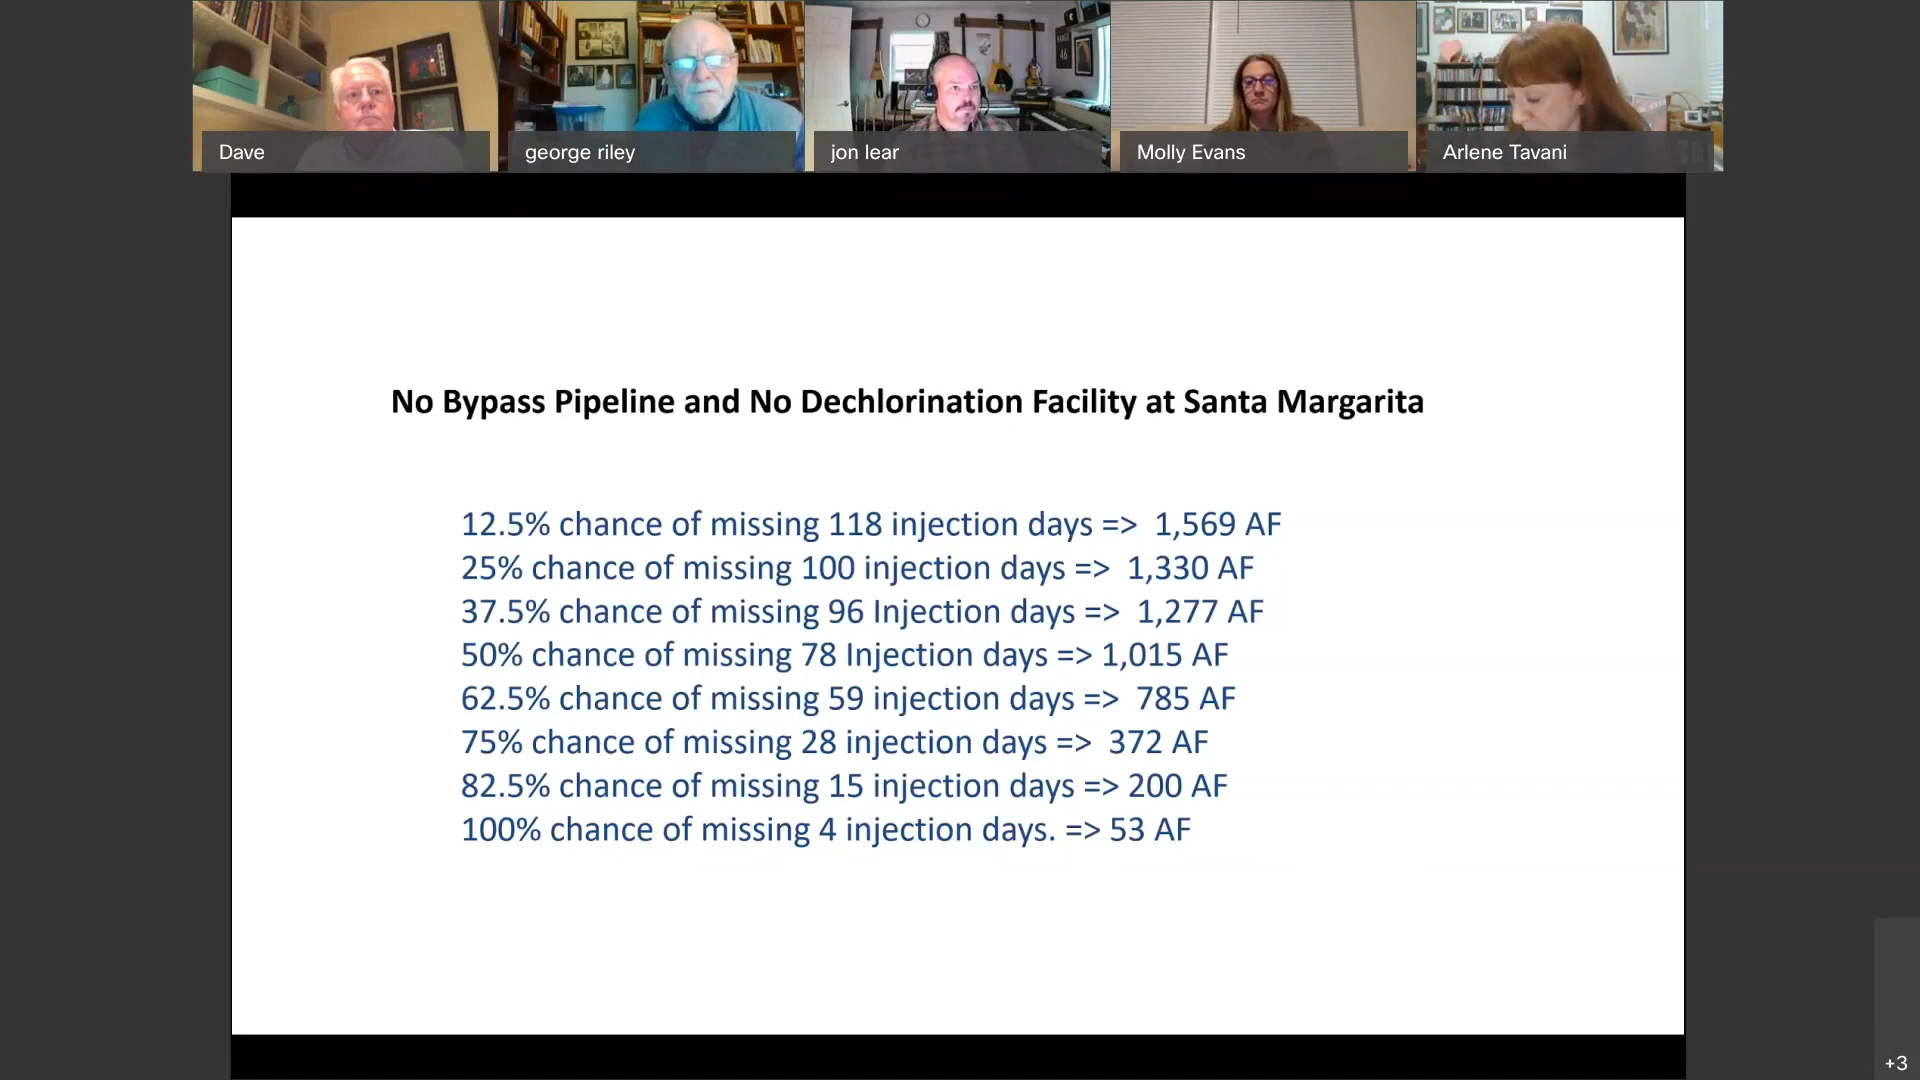 Dave
george riley
jon lear
Molly Evans
Arlene Tavani
No Bypass Pipeline and No Dechlorination Facility at Santa Margarita
12.5% chance of missing 118 injection days => 1,569 AF
25% chance of missing 100 injection days => 1,330 AF
37.5% chance of missing 96 Injection days => 1,277 AF
50% chance of missing 78 Injection days => 1,015 AF
62.5% chance of missing 59 injection days => 785 AF
75% chance of missing 28 injection days => 372 AF
82.5% chance of missing 15 injection days => 200 AF
100% chance of missing 4 injection days. => 53 AF
+3